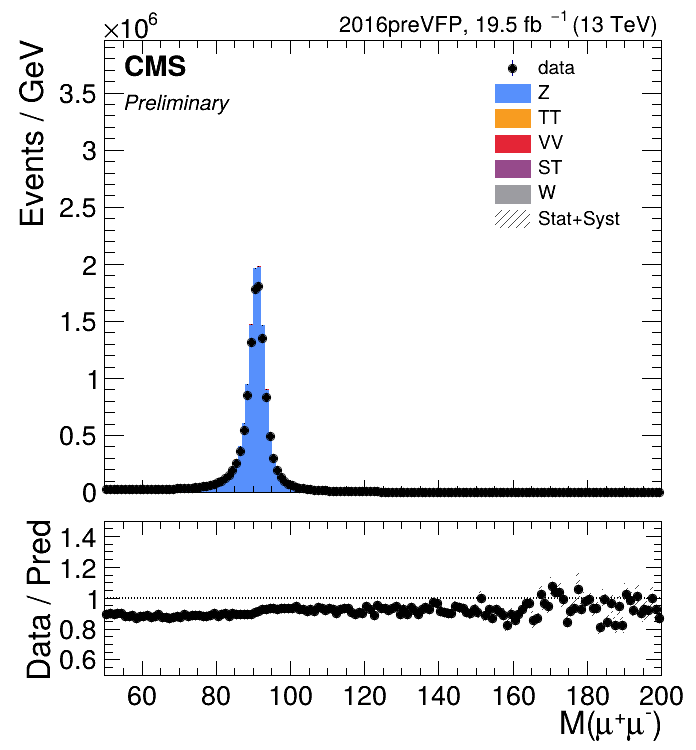 ×10⁶
2016preVFP, 19.5 fb ⁻¹ (13 TeV)
CMS
Preliminary
data
Z
TT
VV
ST
W
Stat+Syst
Events / GeV
3.5
3
2.5
2
1.5
1
0.5
0
Data / Pred
1.4
1.2
1
0.8
0.6
60 80 100 120 140 160 180 200
M(μ⁺μ⁻)